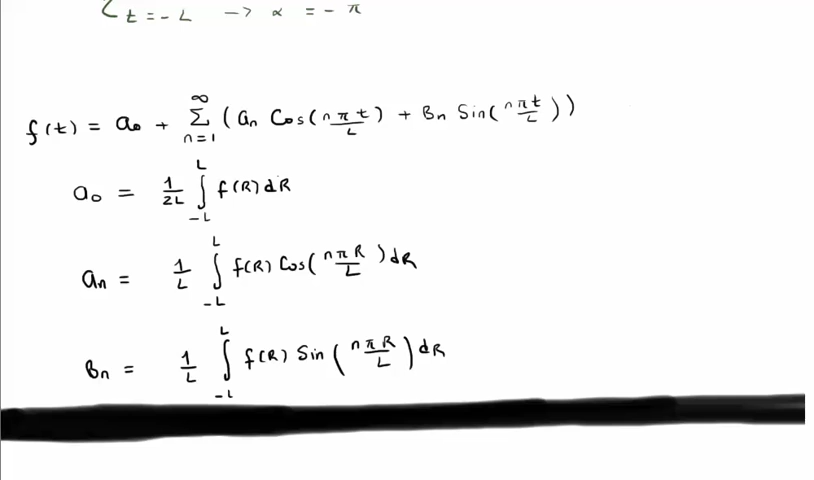 t = - L → α = - π
f(t) = a₀ + ∞ Σ n=1 (an Cos(nπt/L) + Bn Sin(nπt/L))
a₀ = 1/2L ∫_{-L}^{L} f(R)dR
an = 1/L ∫_{-L}^{L} f(R) Cos(nπR/L)dR
Bn = 1/L ∫_{-L}^{L} f(R) Sin(nπR/L)dR